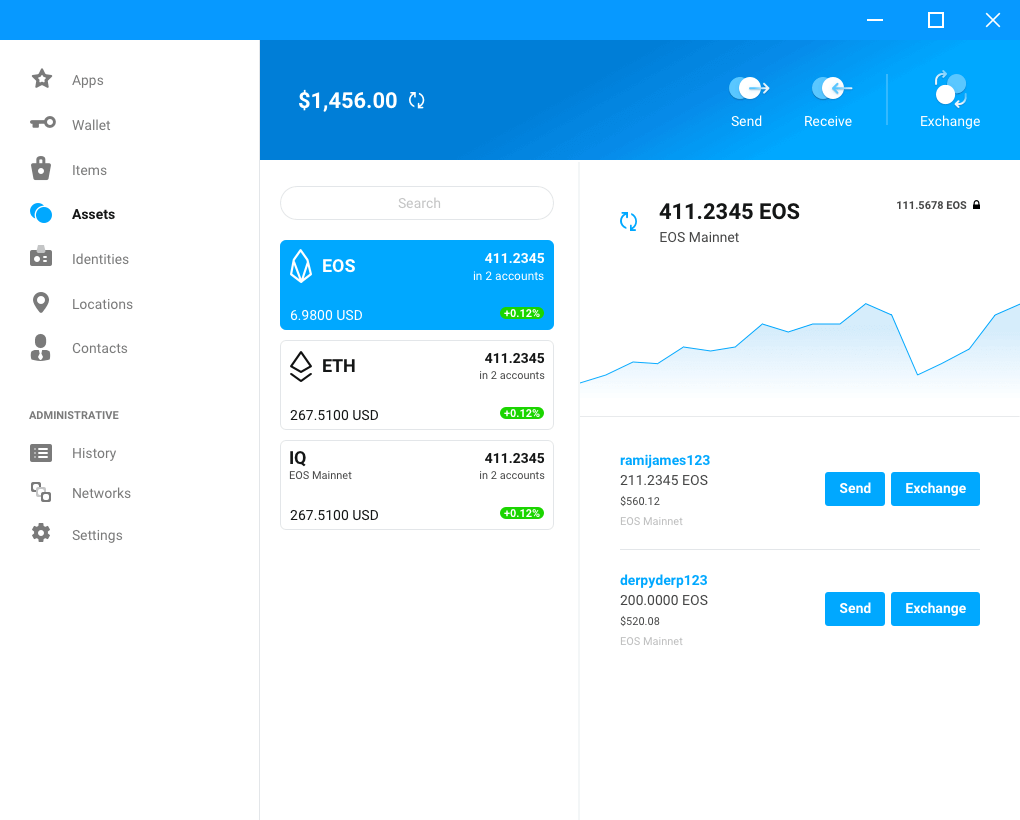 Apps
Wallet
Items
Assets
Identities
Locations
Contacts
ADMINISTRATIVE
History
Networks
Settings
$1,456.00
Send
Receive
Exchange
Search
EOS
411.2345
in 2 accounts
6.9800 USD
+0.12%
ETH
411.2345
in 2 accounts
267.5100 USD
+0.12%
IQ
411.2345
EOS Mainnet
in 2 accounts
267.5100 USD
+0.12%
411.2345 EOS
111.5678 EOS
EOS Mainnet
ramijames123
211.2345 EOS
$560.12
EOS Mainnet
Send
Exchange
derpyderp123
200.0000 EOS
$520.08
EOS Mainnet
Send
Exchange